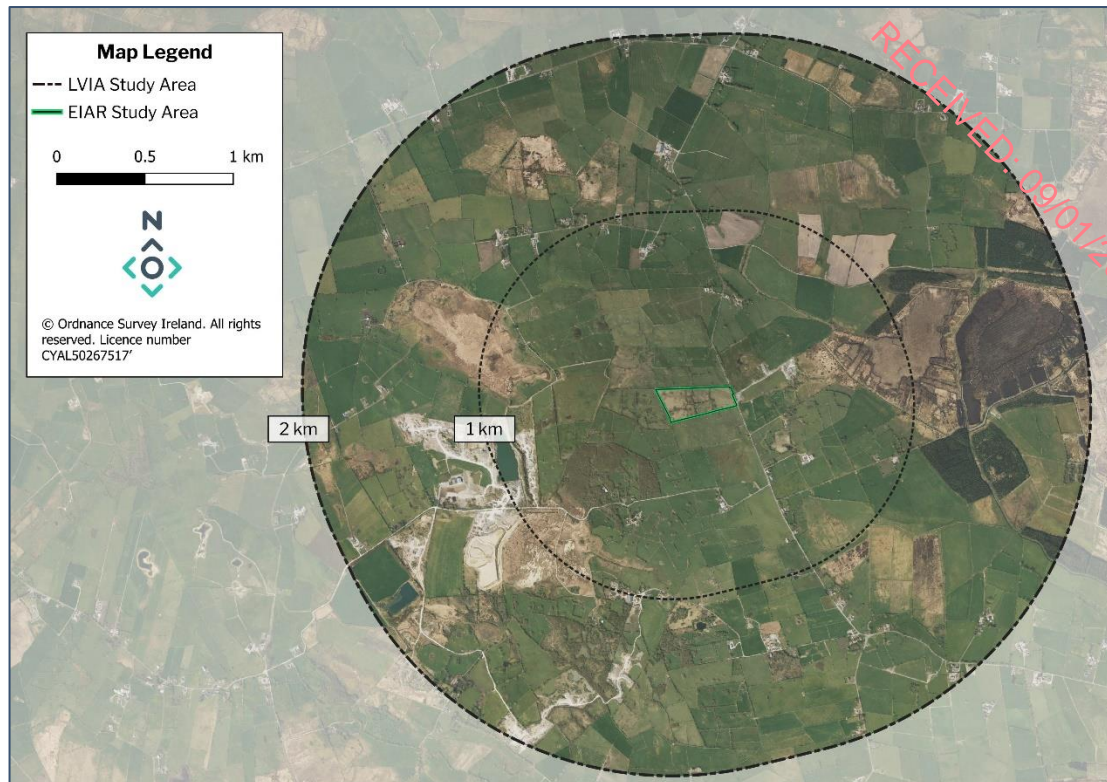 Map Legend
LVIA Study Area
EIAR Study Area
0 0.5 1 km
N
© Ordnance Survey Ireland. All rights
reserved. Licence number
CYAL50267517’
2 km
1 km
RECEIVED: 09/01/2